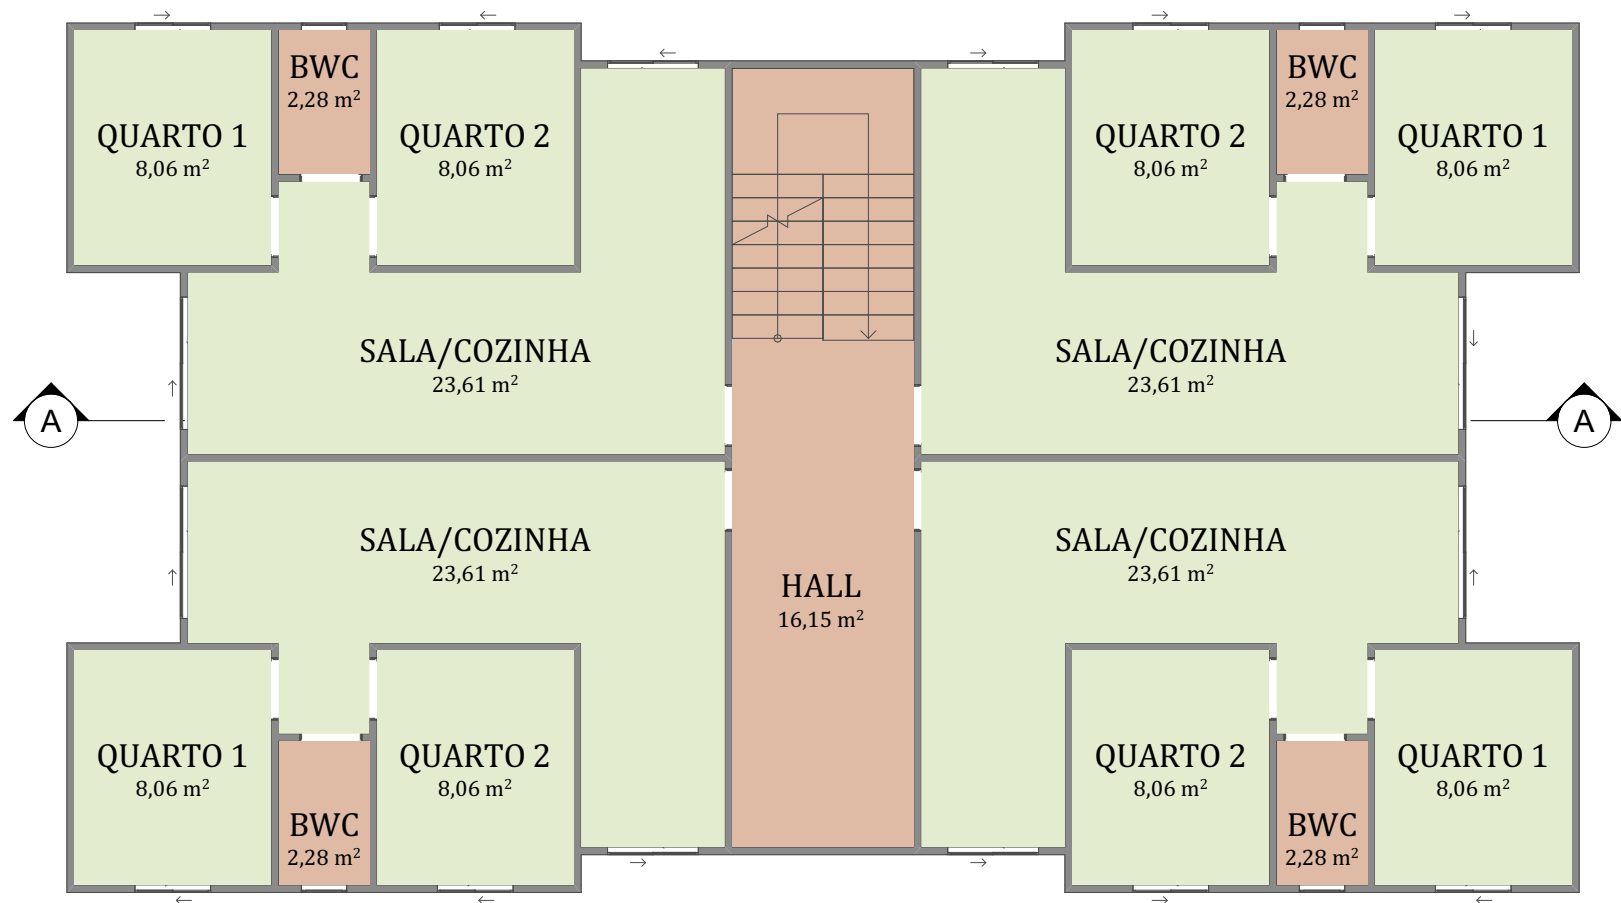 BWC
2,28 m²
QUARTO 1
8,06 m²
QUARTO 2
8,06 m²
BWC
2,28 m²
QUARTO 2
8,06 m²
QUARTO 1
8,06 m²
SALA/COZINHA
23,61 m²
SALA/COZINHA
23,61 m²
A
A
SALA/COZINHA
23,61 m²
SALA/COZINHA
23,61 m²
HALL
16,15 m²
QUARTO 1
8,06 m²
QUARTO 2
8,06 m²
BWC
2,28 m²
QUARTO 2
8,06 m²
QUARTO 1
8,06 m²
BWC
2,28 m²